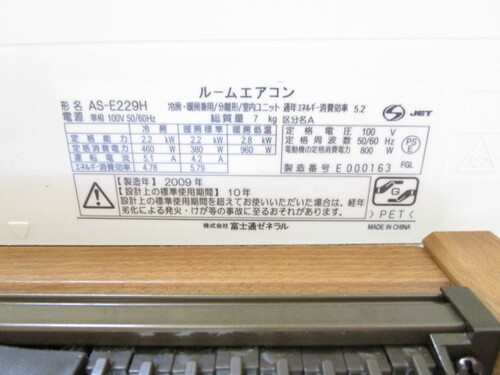 ルームエアコン
形名 AS-E229H 冷房・暖房兼用/分離形/室内ユニット 通年エネルギー消費効率 5.2
電源 単相 100V 50/60Hz 総質量 7 kg 区分名A
JET
冷房 暖房標準 暖房低温
定格能力 2.2 kW 2.2 kW 2.8 kW
定格消費電力 460 W 380 W 960 W
運転電流 5.1 A 4.2 A
エネルギー消費効率 4.78 5.79
定格電圧 100 V
定格周波数 50/60 Hz
電動機の定格消費電力 800 W
PS
E
製造番号 E000163 FGL
【製造年】2009年
【設計上の標準使用期間】10年
設計上の標準使用期間を超えてお使いいただいた場合は、経年
劣化による発火・けが等の事故に至るおそれがあります。
G
>PET<
株式会社 富士通ゼネラル
MADE IN CHINA